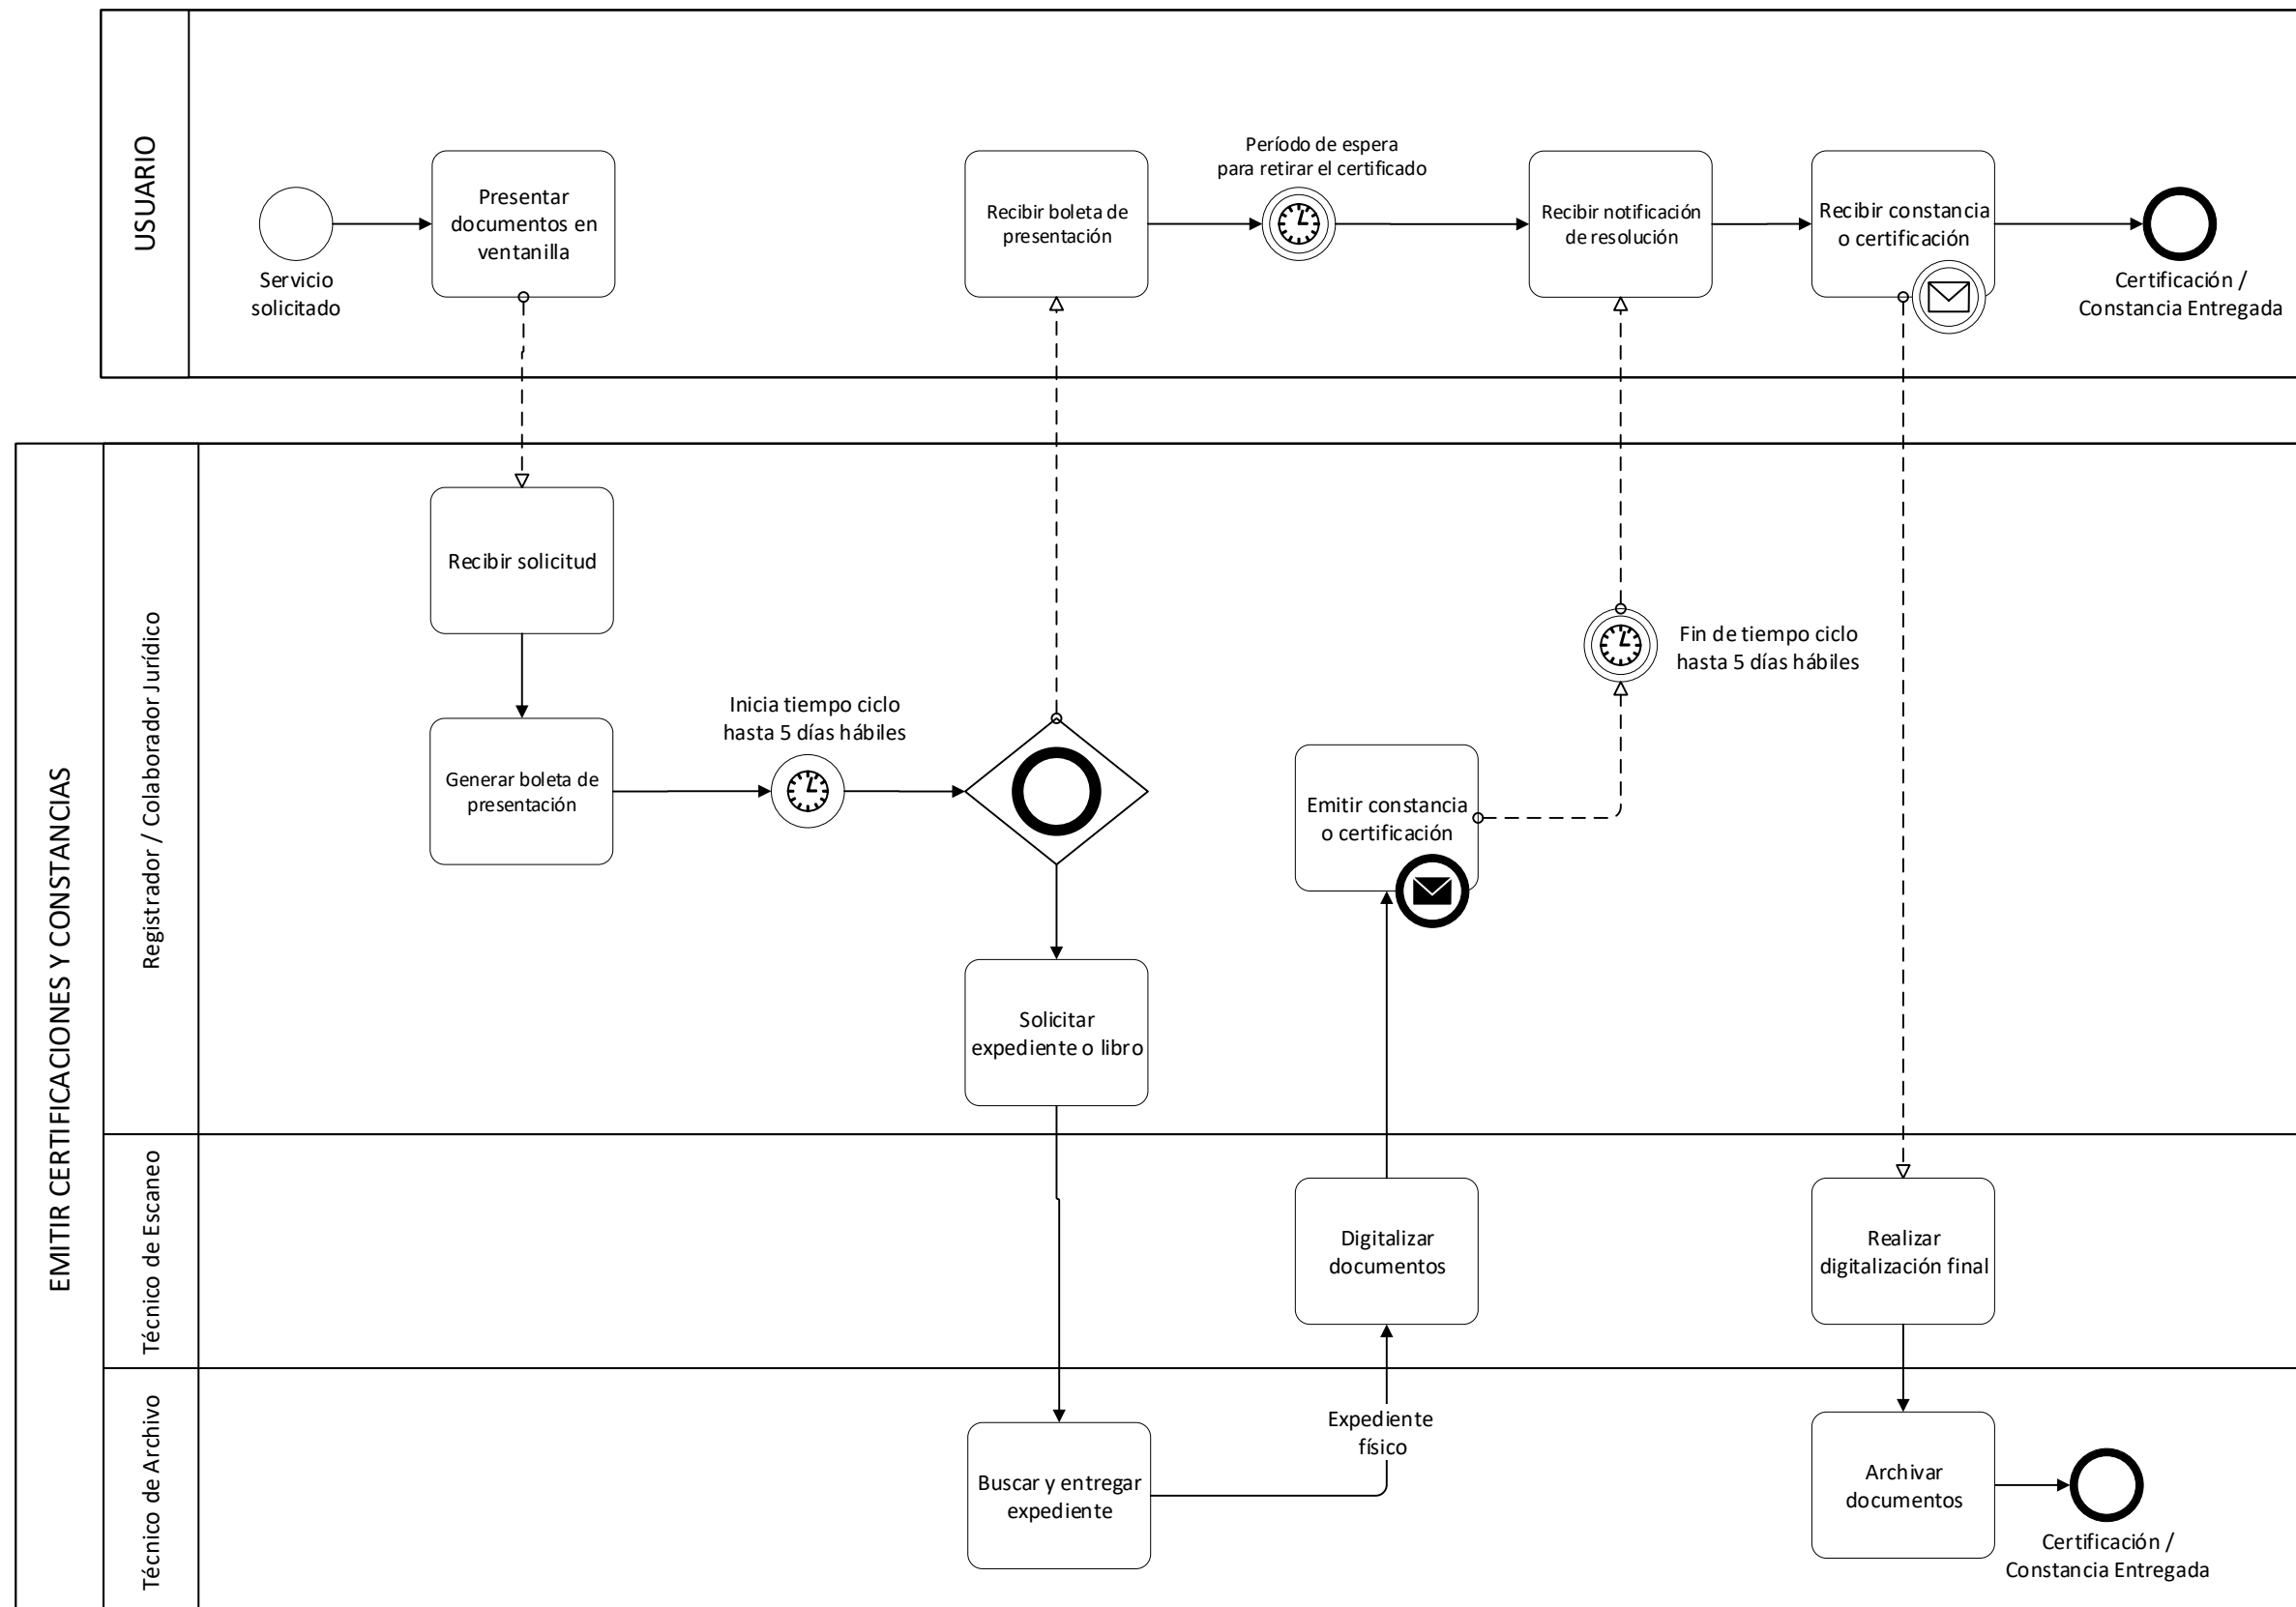 USUARIO
Servicio
solicitado
Presentar
documentos en
ventanilla
Recibir boleta de
presentación
Período de espera
para retirar el certificado
Recibir notificación
de resolución
Recibir constancia
o certificación
Certificación /
Constancia Entregada
EMITIR CERTIFICACIONES Y CONSTANCIAS
Registrador / Colaborador Jurídico
Recibir solicitud
Generar boleta de
presentación
Inicia tiempo ciclo
hasta 5 días hábiles
Solicitar
expediente o libro
Emitir constancia
o certificación
Fin de tiempo ciclo
hasta 5 días hábiles
Técnico de Escaneo
Digitalizar
documentos
Realizar
digitalización final
Técnico de Archivo
Buscar y entregar
expediente
Expediente
físico
Archivar
documentos
Certificación /
Constancia Entregada